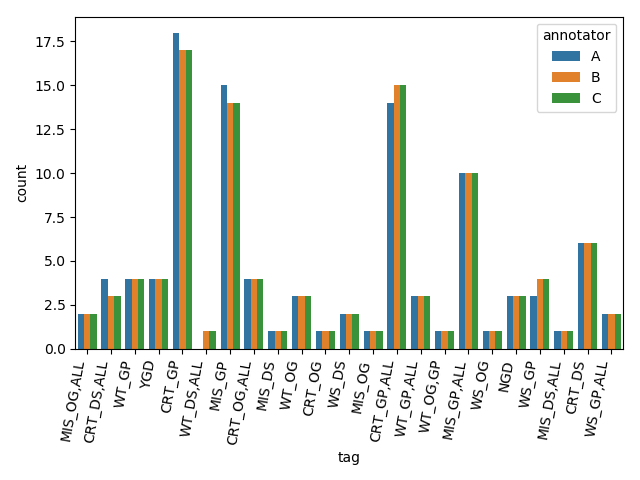 annotator
A
B
C
count
17.5
15.0
12.5
10.0
7.5
5.0
2.5
0.0
MIS_OG,ALL
CRT_DS,ALL
WT_GP
YGD
CRT_GP
WT_DS,ALL
MIS_GP
CRT_OG,ALL
MIS_DS
WT_OG
CRT_OG
WS_DS
MIS_OG
CRT_GP,ALL
WT_GP,ALL
WT_OG,GP
MIS_GP,ALL
WS_OG
NGD
WS_GP
MIS_DS,ALL
CRT_DS
WS_GP,ALL
tag